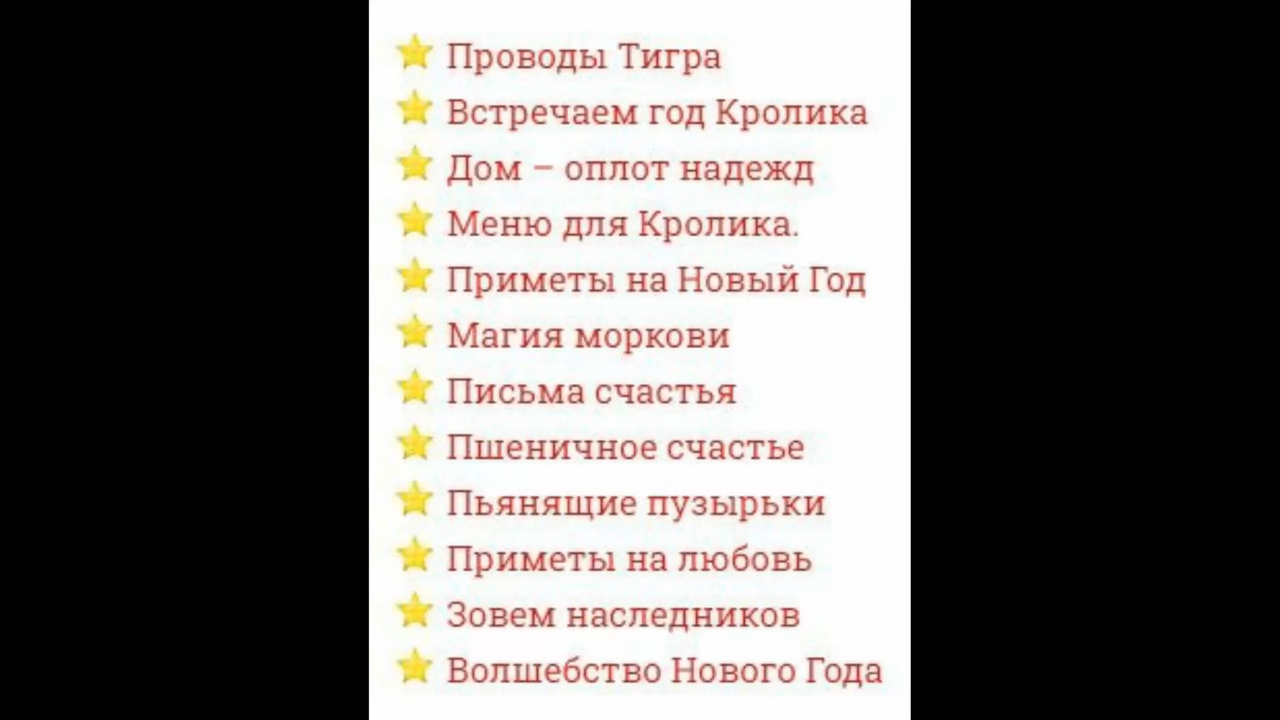 Проводы Тигра
Встречаем год Кролика
Дом – оплот надежд
Меню для Кролика.
Приметы на Новый Год
Магия моркови
Письма счастья
Пшеничное счастье
Пьянящие пузырьки
Приметы на любовь
Зовем наследников
Волшебство Нового Года